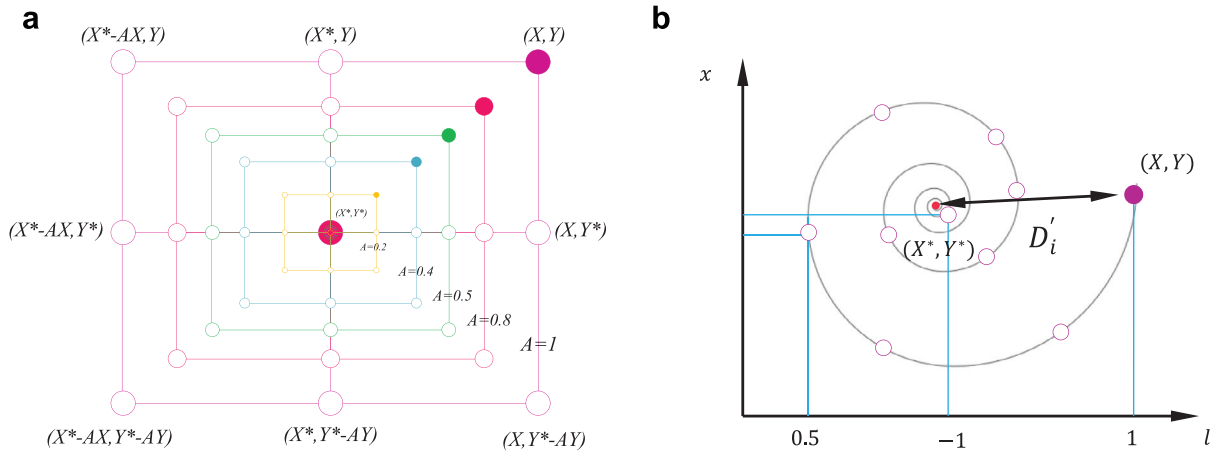 a
(X*-AX,Y)
(X*,Y)
(X,Y)
(X*-AX,Y*)
(X*,Y*)
(X,Y*)
A=0.2
A=0.4
A=0.5
A=0.8
A=1
(X*-AX,Y*-AY)
(X*,Y*-AY)
(X,Y*-AY)
b
x
(X,Y)
(X*,Y*)
D′i
0.5
−1
1
l